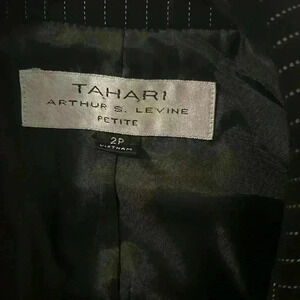 TAHARI
ARTHUR S. LEVINE
PETITE
2P
VIETNAM